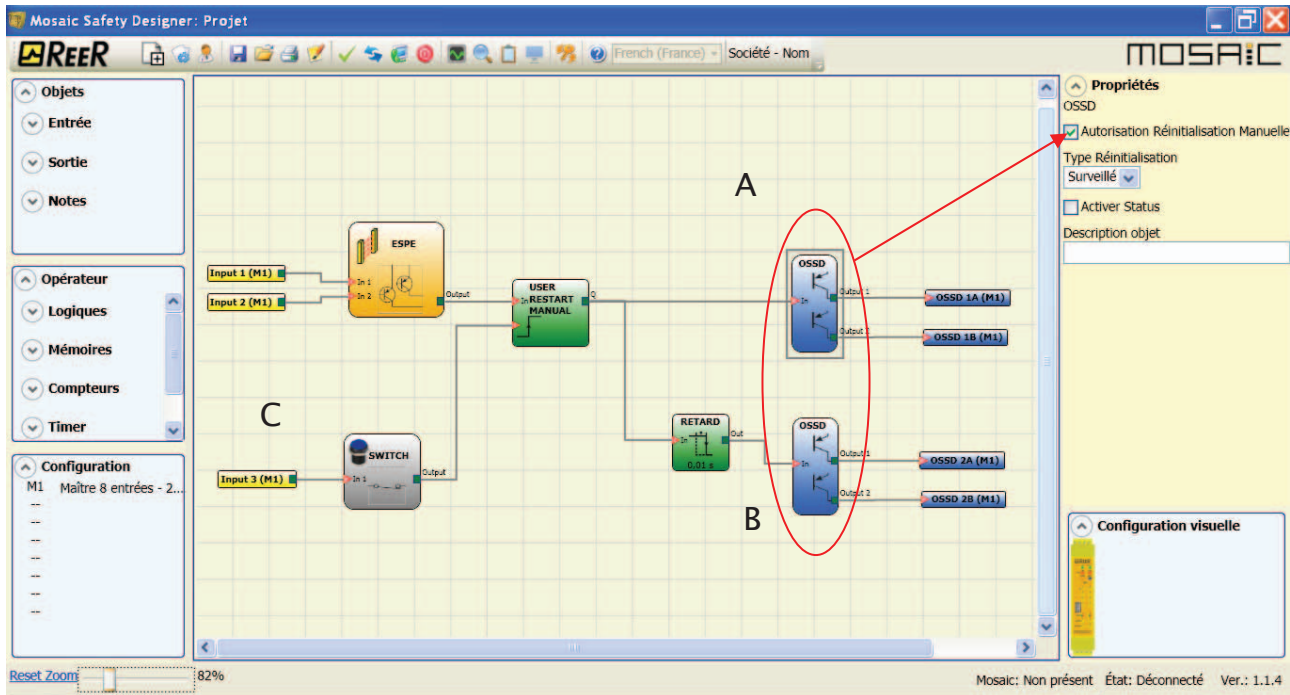 Mosaic Safety Designer: Projet
REER
French (France)
Société - Nom
MOSAIC
Objets
Entrée
Sortie
Notes
Opérateur
Logiques
Mémoires
Compteurs
Timer
Configuration
M1 Maître 8 entrées - 2...
--
--
--
--
--
--
--
A
Input 1 (M1)
Input 2 (M1)
ESPE
In 1
In 2
Output
USER
RESTART
MANUAL
In
Q
OSSD
In
Output 1
Output 2
OSSD 1A (M1)
OSSD 1B (M1)
C
Input 3 (M1)
SWITCH
In 1
Output
RETARD
In
Out
0.01 s
OSSD
In
Output 1
Output 2
OSSD 2A (M1)
OSSD 2B (M1)
B
Propriétés
OSSD
Autorisation Réinitialisation Manuelle
Type Réinitialisation
Surveillé
Activer Status
Description objet
Configuration visuelle
Reset Zoom
82%
Mosaic: Non présent État: Déconnecté Ver.: 1.1.4